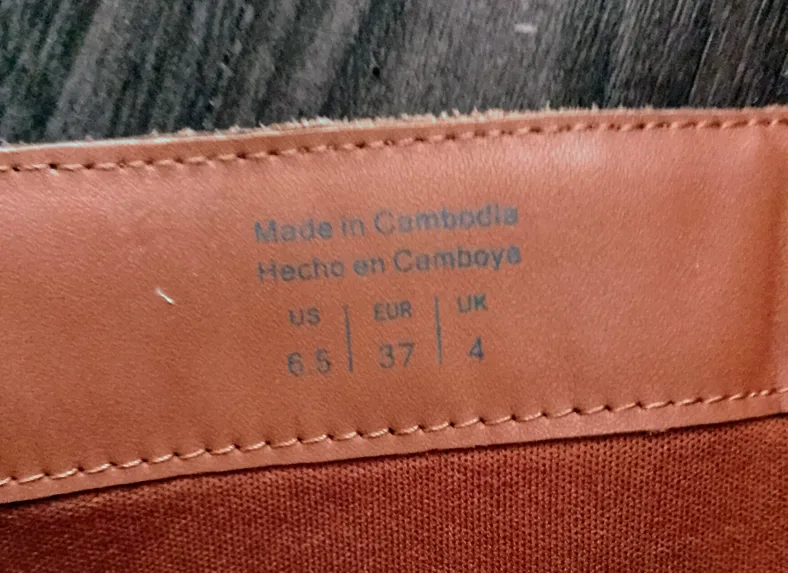 Made in Cambodia
Hecho en Camboya
US | EUR | UK
6.5 | 37 | 4